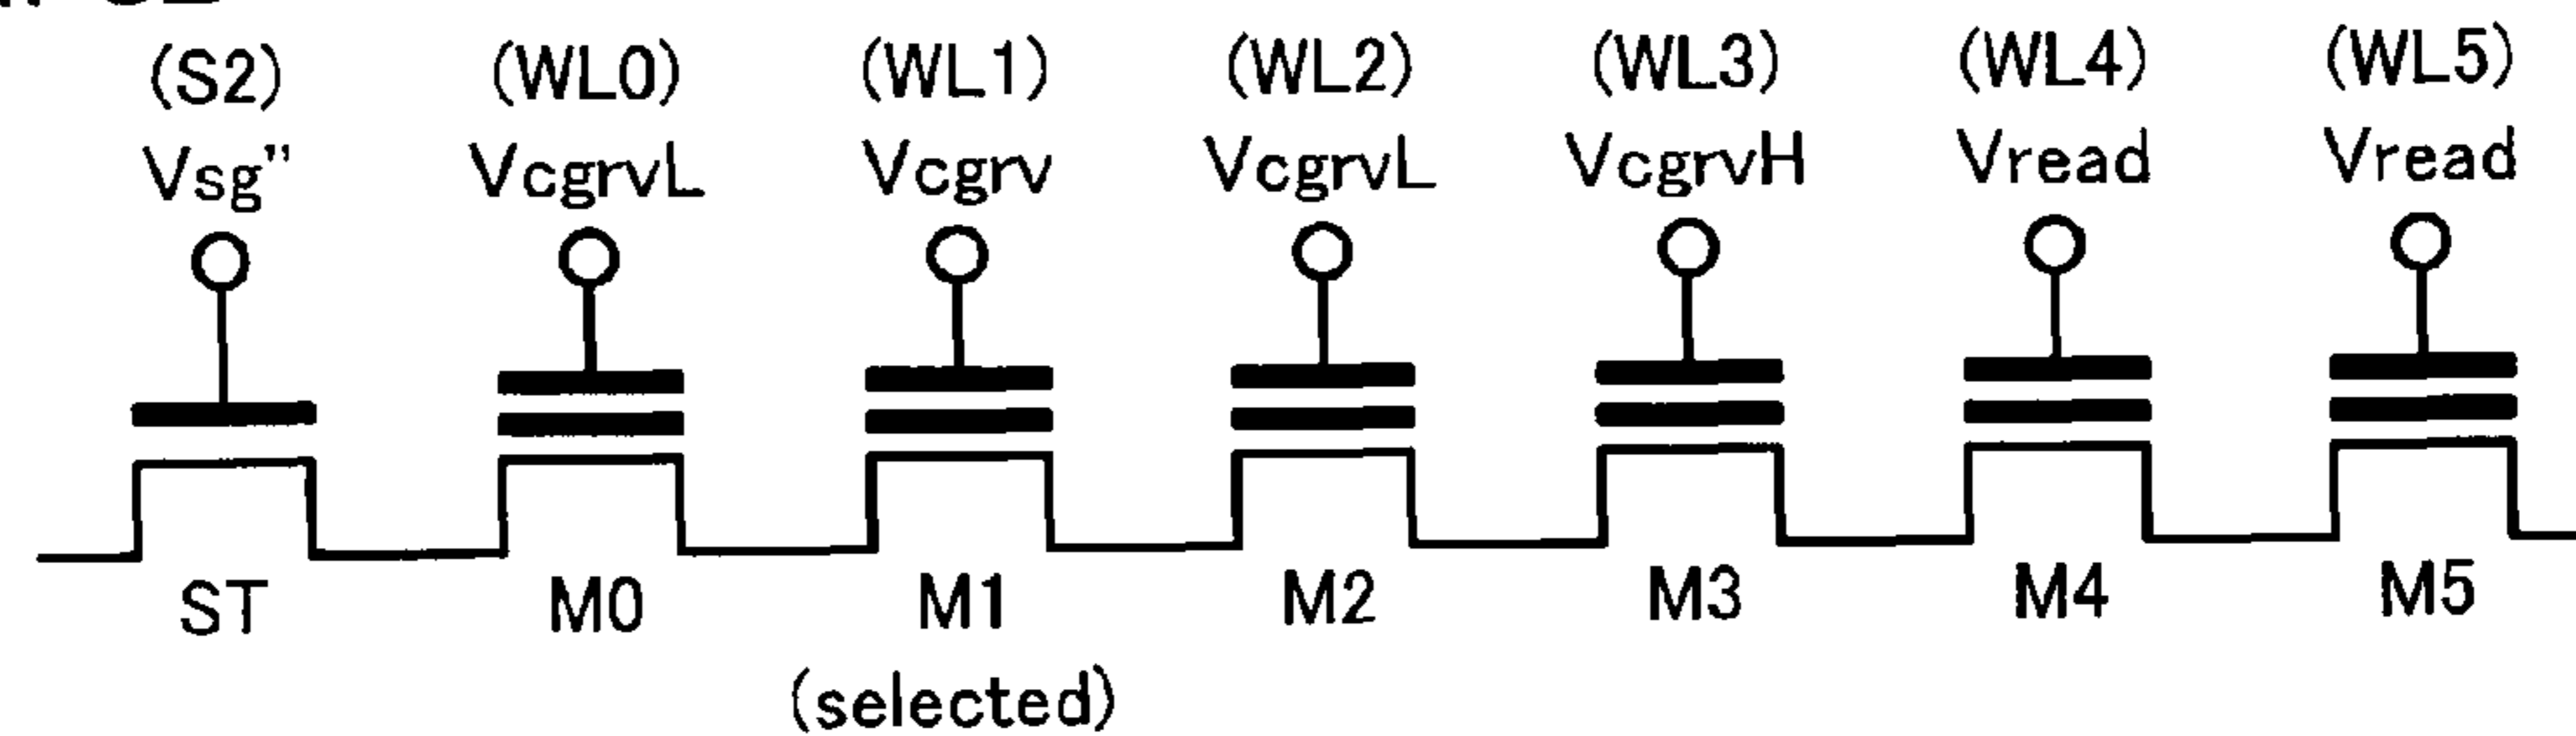 (S2) (WL0) (WL1) (WL2) (WL3) (WL4) (WL5)
Vsg" VcgrvL Vcgrv VcgrvL VcgrvH Vread Vread
ST M0 M1 M2 M3 M4 M5
(selected)